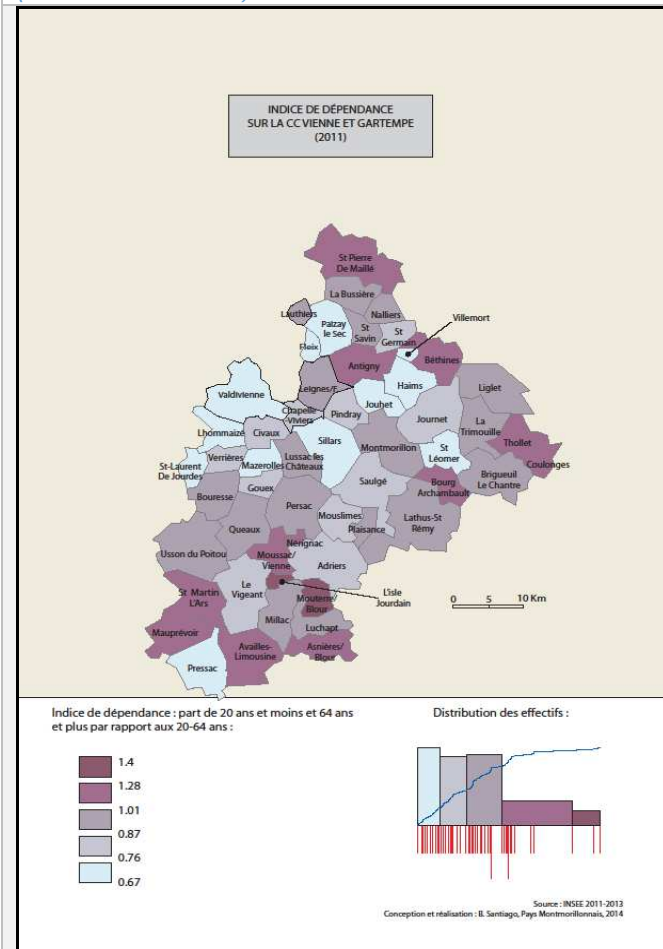 INDICE DE DÉPENDANCE
SUR LA CC VIENNE ET GARTEMPE
(2011)
St Pierre
De Maillé
La Bussière
Lauthiers
Nalliers
Paizay
le Sec
St
Savin
St
Germain
Villemort
Fleix
Antigny
Béthines
Leignes/F.
Haims
Liglet
Valdivienne
Jouhet
Chapelle
Viviers
Pindray
Journet
La
Trimouille
Lhommaizé
Civaux
Sillars
Thollet
Montmorillon
St
Léomer
Coulonges
Verrières
Lussac les
Châteaux
Mazerolles
St-Laurent
De Jourdes
Brigueuil
Le Chantre
Saulgé
Bourg
Archambault
Gouex
Bouresse
Persac
Mouslimes
Lathus-St
Rémy
Plaisance
Queaux
Nérignac
Usson du Poitou
Moussac/
Vienne
Adriers
Le
Vigeant
L'isle
Jourdain
St Martin
L'Ars
Mouterre/
Blour
0 5 10 Km
Millac
Luchapt
Mauprévoir
Availles-
Limousine
Asnières/
Blour
Pressac
Indice de dépendance : part de 20 ans et moins et 64 ans
et plus par rapport aux 20-64 ans :
1.4
1.28
1.01
0.87
0.76
0.67
Distribution des effectifs :
Source : INSEE 2011-2013
Conception et réalisation : B. Santiago, Pays Montmorillonnais, 2014